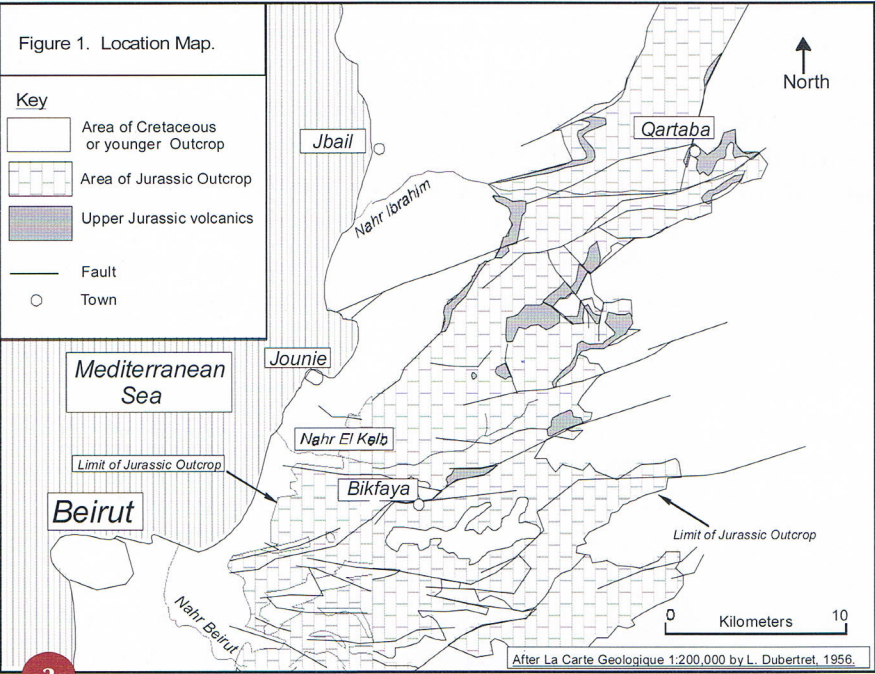 Figure 1. Location Map.
Key
Area of Cretaceous
or younger Outcrop
Area of Jurassic Outcrop
Upper Jurassic volcanics
Fault
Town
North
Qartaba
Jbail
Nahr Ibrahim
Jounie
Mediterranean
Sea
Nahr El Kelb
Limit of Jurassic Outcrop
Bikfaya
Beirut
Limit of Jurassic Outcrop
Nahr Beirut
0
10
Kilometers
After La Carte Geologique 1:200,000 by L. Dubertret, 1956.